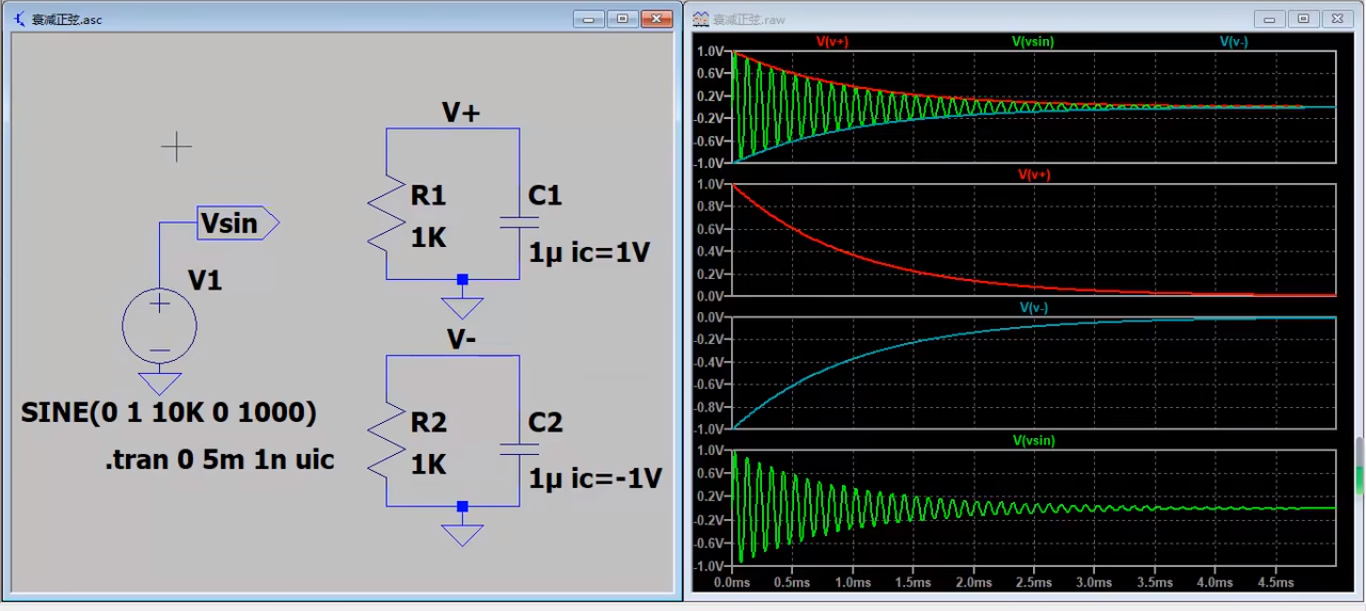 衰减正弦.asc
V+
R1
1K
C1
1µ ic=1V
Vsin
V1
SINE(0 1 10K 0 1000)
.tran 0 5m 1n uic
V-
R2
1K
C2
1µ ic=-1V
衰减正弦.raw
V(v+) V(vsin) V(v-)
1.0V
0.6V
0.2V
-0.2V
-0.6V
-1.0V
V(v+)
1.0V
0.8V
0.6V
0.4V
0.2V
0.0V
V(v-)
0.0V
-0.2V
-0.4V
-0.6V
-0.8V
-1.0V
V(vsin)
1.0V
0.6V
0.2V
-0.2V
-0.6V
-1.0V
0.0ms 0.5ms 1.0ms 1.5ms 2.0ms 2.5ms 3.0ms 3.5ms 4.0ms 4.5ms